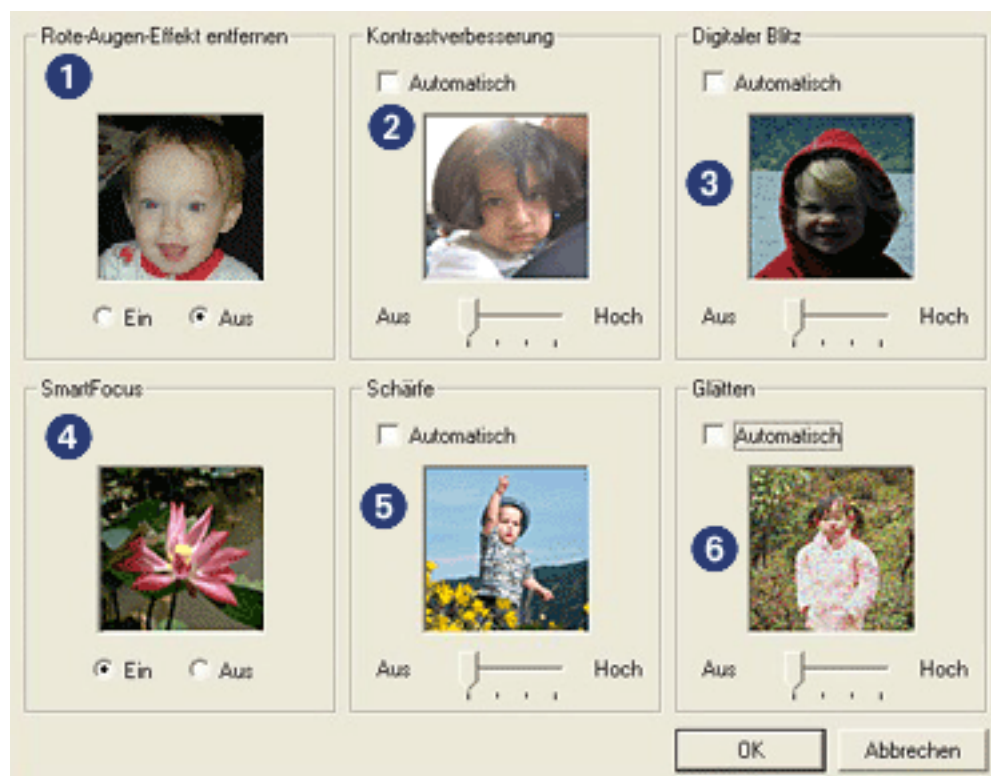 Rote-Augen-Effekt entfernen
1
Ein Aus
Kontrastverbesserung
Automatisch
2
Aus Hoch
Digitaler Blitz
Automatisch
3
Aus Hoch
SmartFocus
4
Ein Aus
Schärfe
Automatisch
5
Aus Hoch
Glätten
Automatisch
6
Aus Hoch
OK Abbrechen